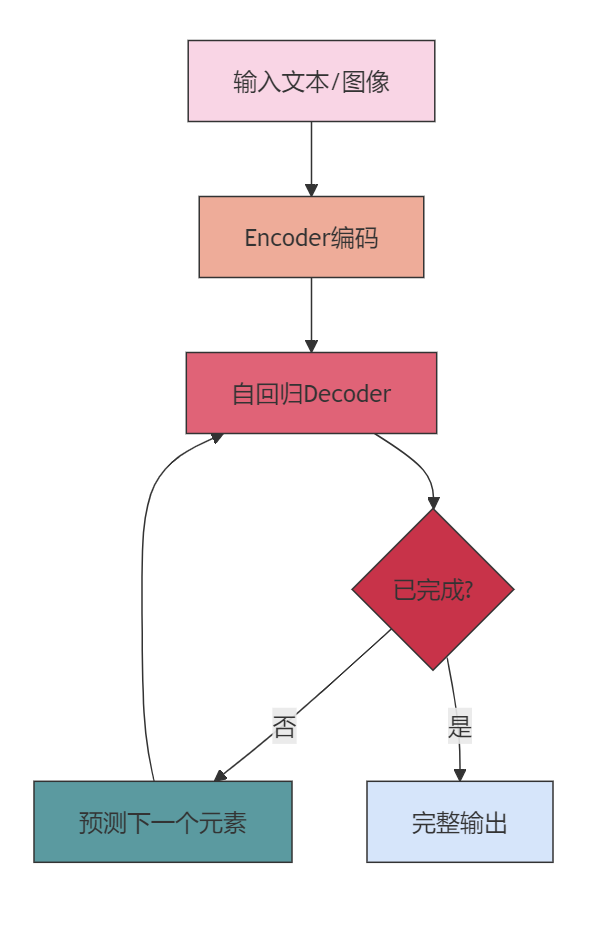 输入文本/图像
Encoder编码
自回归Decoder
已完成?
否
是
预测下一个元素
完整输出